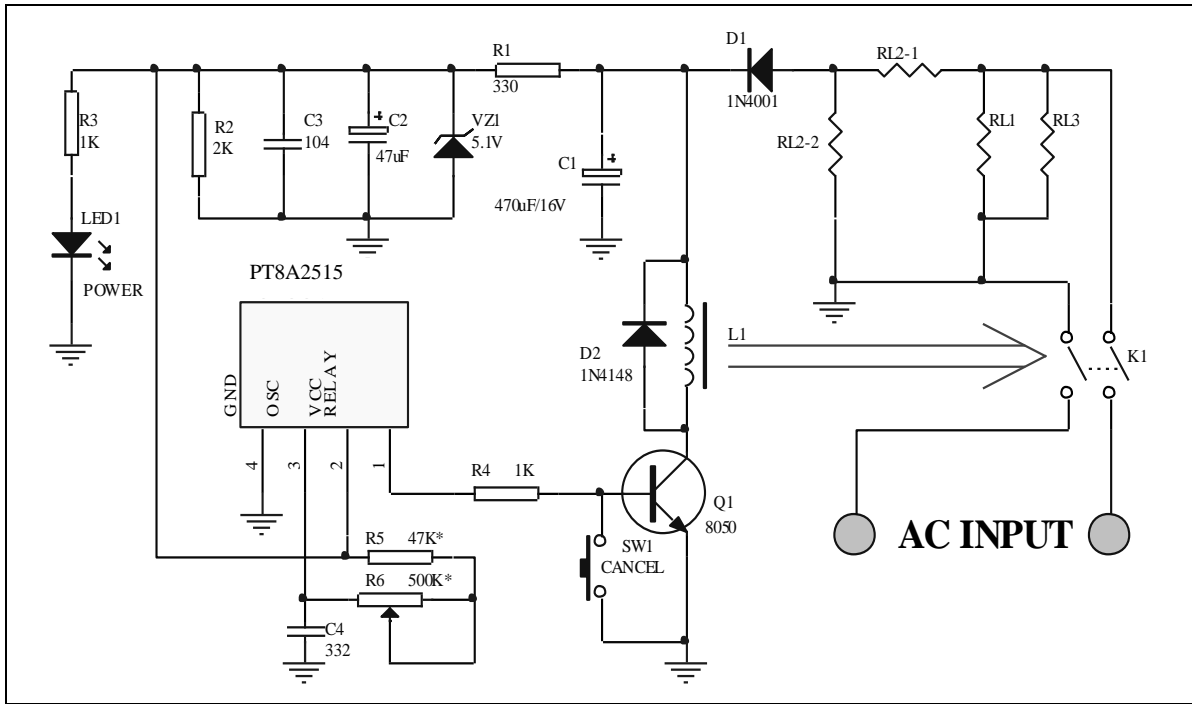 D1
1N4001
RL2-1
R1
330
R3
1K
R2
2K
C3
104
C2
47uF
VZ1
5.1V
C1
470uF/16V
RL2-2
RL1
RL3
LED1
POWER
PT8A2515
GND
OSC
VCC
RELAY
4
3
2
1
D2
1N4148
L1
K1
R4 1K
Q1
8050
SW1
CANCEL
R5 47K*
R6 500K*
C4
332
AC INPUT